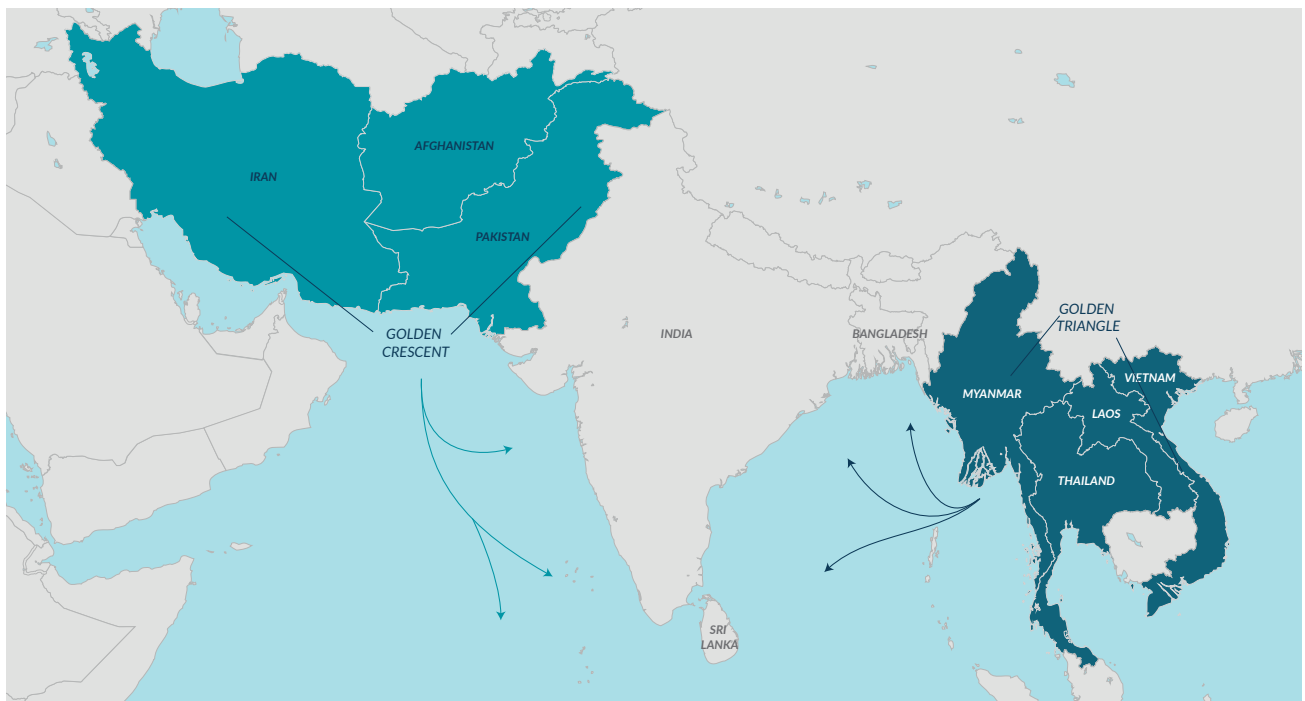 AFGHANISTAN
IRAN
PAKISTAN
GOLDEN
CRESCENT
INDIA
BANGLADESH
GOLDEN
TRIANGLE
VIETNAM
MYANMAR
LAOS
THAILAND
SRI
LANKA